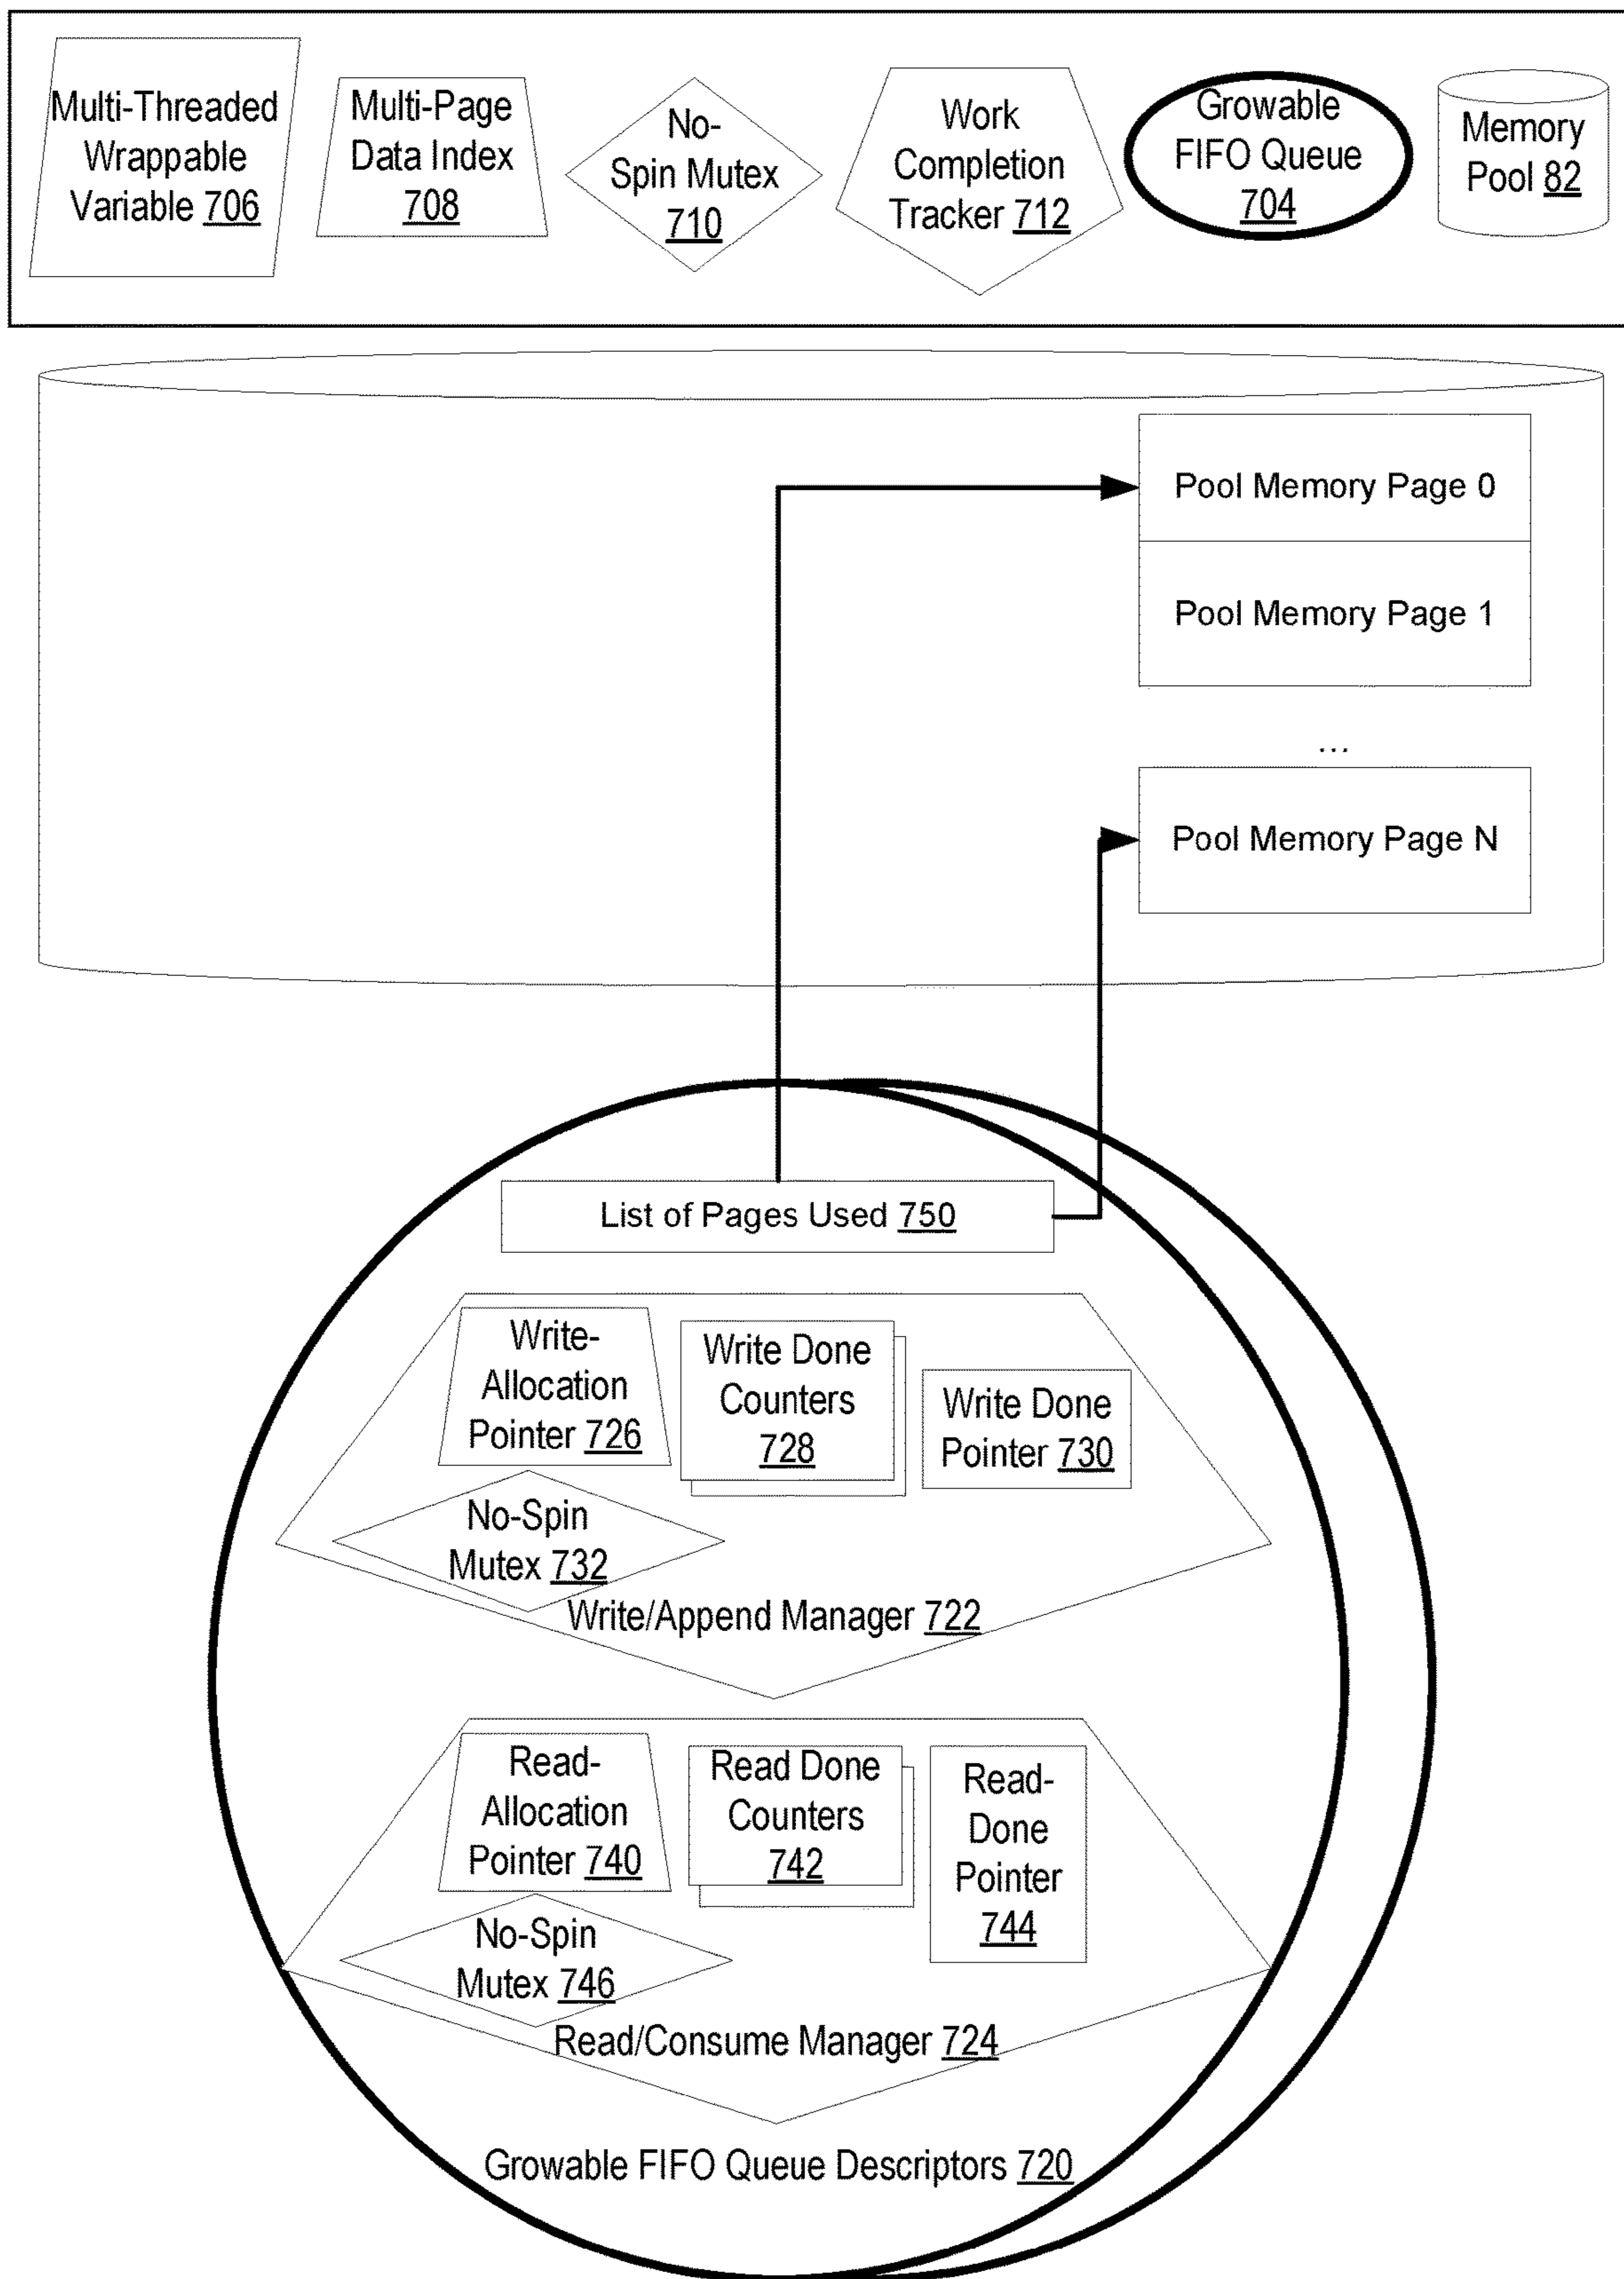 Multi-Threaded
Wrappable
Variable 706
Multi-Page
Data Index
708
No-
Spin Mutex
710
Work
Completion
Tracker 712
Growable
FIFO Queue
704
Memory
Pool 82
Pool Memory Page 0
Pool Memory Page 1
...
Pool Memory Page N
List of Pages Used 750
Write-
Allocation
Pointer 726
Write Done
Counters
728
Write Done
Pointer 730
No-Spin
Mutex 732
Write/Append Manager 722
Read-
Allocation
Pointer 740
Read Done
Counters
742
Read-
Done
Pointer
744
No-Spin
Mutex 746
Read/Consume Manager 724
Growable FIFO Queue Descriptors 720